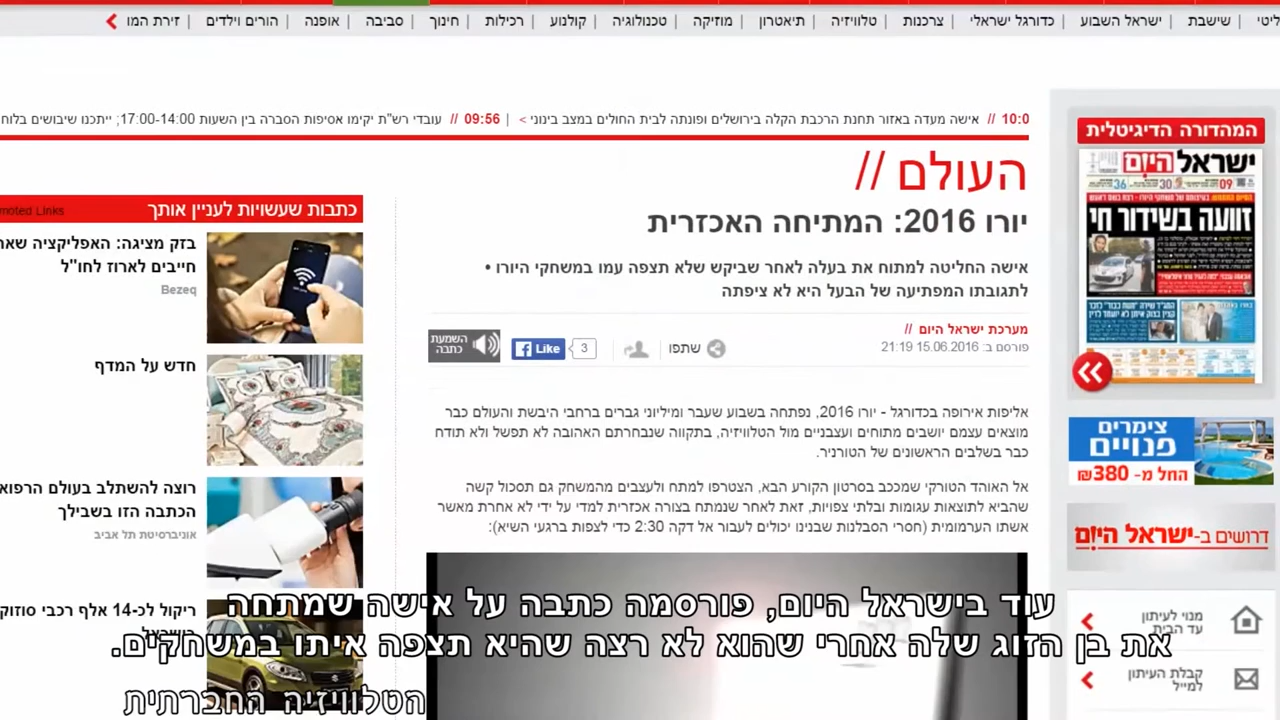 זירת המו | הורים וילדים | אופנה | סביבה | חינוך | רכילות | קולנוע | טכנולוגיה | מוזיקה | תיאטרון | טלוויזיה | צרכנות | כדורגל ישראלי | ישראל השבוע | שישבת
10:0 // אישה מעדה באזור תחנת הרכבת הקלה בירושלים ופונתה לבית החולים במצב בינוני > | 09:56 // עובדי רש"ת יקימו אסיפות הסברה בין השעות 17:00-14:00; ייתכנו שיבושים בלוח
המהדורה הדיגיטלית
ישראל היום
זוועה בשידור חי
צימרים
פנויים
החל מ- 380₪
דרושים ב-ישראל היום
מנוי לעיתון
עד הבית
קבלת העיתון
למייל
העולם //
יורו 2016: המתיחה האכזרית
אישה החליטה למתוח את בעלה לאחר שביקש שלא תצפה עמו במשחקי היורו •
לתגובתו המפתיעה של הבעל היא לא ציפתה
מערכת ישראל היום //
פורסם ב: 15.06.2016 21:19
שתפו
3
Like
השמעת
כתבה
אליפות אירופה בכדורגל - יורו 2016, נפתחה בשבוע שעבר ומיליוני גברים ברחבי היבשת והעולם כבר
מוצאים עצמם יושבים מתוחים ועצבניים מול הטלוויזיה, בתקווה שנבחרתם האהובה לא תפשל ולא תודח
כבר בשלבים הראשונים של הטורניר.
אל האוהד הטורקי שמככב בסרטון הקורע הבא, הצטרפו למתח ולעצבים מהמשחק גם תסכול קשה
שהביא לתוצאות עגומות ובלתי צפויות, זאת לאחר שנמתח בצורה אכזרית למדי על ידי לא אחרת מאשר
אשתו הערמומית (חסרי הסבלנות שבנינו יכולים לעבור אל דקה 2:30 כדי לצפות ברגעי השיא):
כתבות שעשויות לעניין אותך
moted Links
בזק מציגה: האפליקציה שאת
חייבים לארוז לחו"ל
Bezeq
חדש על המדף
רוצה להשתלב בעולם הרפוא
הכתבה הזו בשבילך
אוניברסיטת תל אביב
ריקול לכ-14 אלף רכבי סוזוק
עוד בישראל היום, פורסמה כתבה על אישה שמתחה
את בן הזוג שלה אחרי שהוא לא רצה שהיא תצפה איתו במשחקים.
הטלוויזיה החברתית